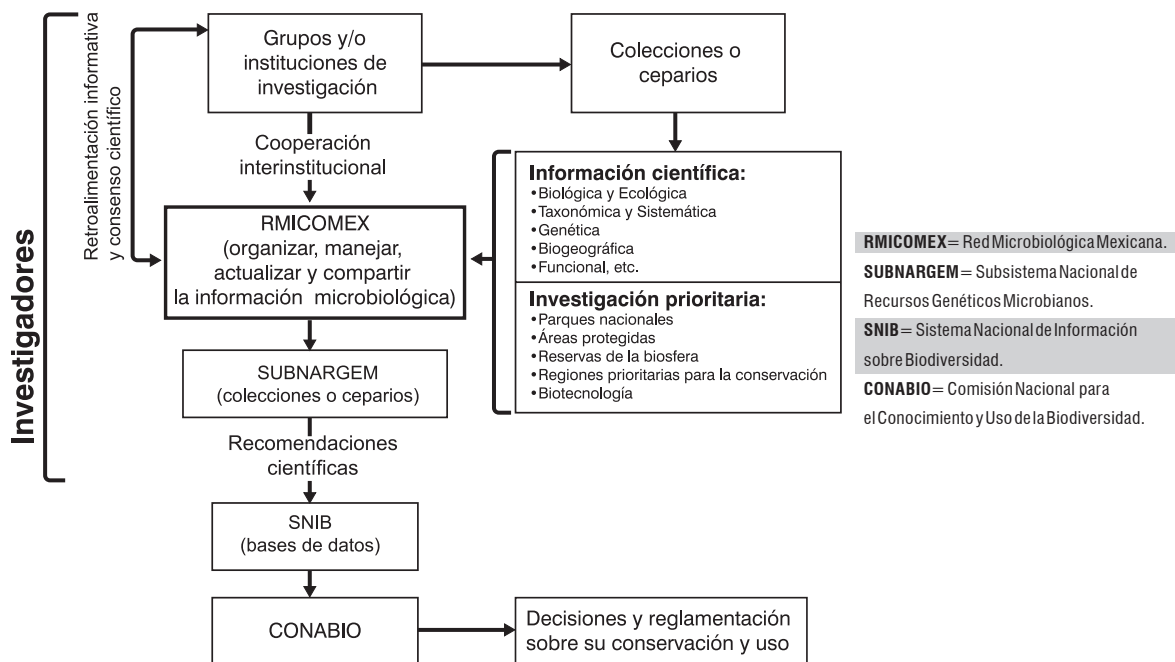 Investigadores
Retroalimentación informativa
y consenso científico
Grupos y/o
instituciones de
investigación
Colecciones o
ceparios
Cooperación
interinstitucional
RMICOMEX
(organizar, manejar,
actualizar y compartir
la información microbiológica)
Información científica:
•Biológica y Ecológica
•Taxonómica y Sistemática
•Genética
•Biogeográfica
•Funcional, etc.
Investigación prioritaria:
•Parques nacionales
•Áreas protegidas
•Reservas de la biosfera
•Regiones prioritarias para la conservación
•Biotecnología
SUBNARGEM
(colecciones o ceparios)
Recomendaciones
científicas
SNIB
(bases de datos)
CONABIO
Decisiones y reglamentación
sobre su conservación y uso
RMICOMEX= Red Microbiológica Mexicana.
SUBNARGEM= Subsistema Nacional de
Recursos Genéticos Microbianos.
SNIB= Sistema Nacional de Información
sobre Biodiversidad.
CONABIO= Comisión Nacional para
el Conocimiento y Uso de la Biodiversidad.